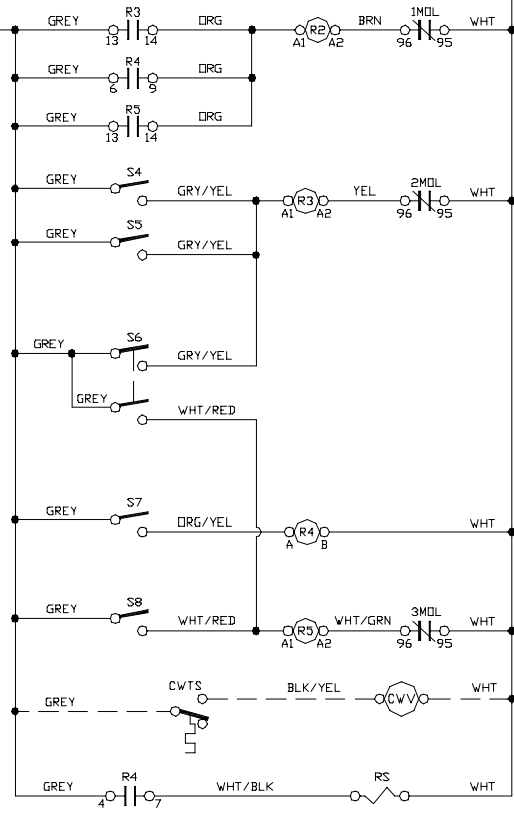 GREY R3 ORG BRN 1MOL WHT
13 14 A1 R2 A2 96 95
GREY R4 ORG
6 9
GREY R5 ORG
13 14
GREY S4 GRY/YEL YEL 2MOL WHT
A1 R3 A2 96 95
GREY S5 GRY/YEL
GREY S6 GRY/YEL
GREY WHT/RED
GREY S7 ORG/YEL WHT
A R4 B
GREY S8 WHT/RED WHT/GRN 3MOL WHT
A1 R5 A2 96 95
GREY CWTS BLK/YEL CWV WHT
GREY R4 WHT/BLK RS WHT
4 7